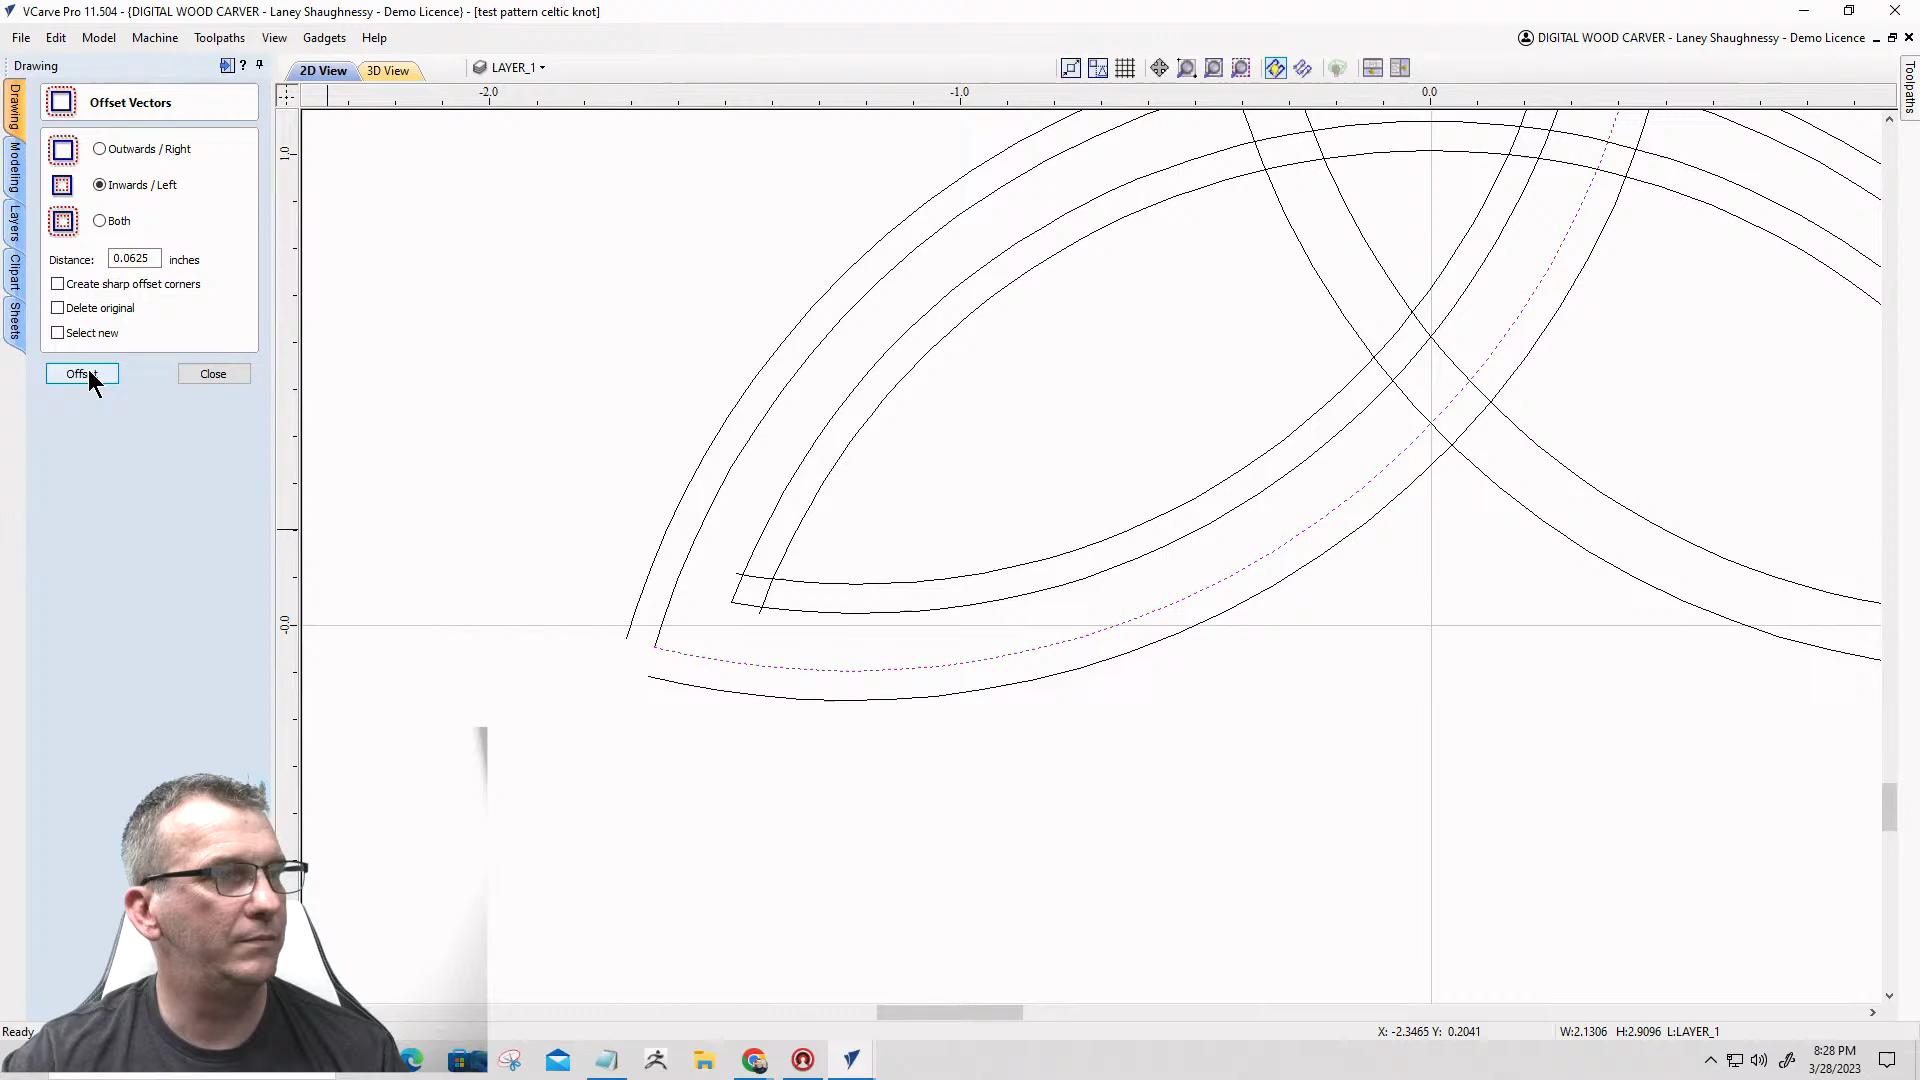 VCarve Pro 11.504 - {DIGITAL WOOD CARVER - Laney Shaughnessy - Demo Licence} - [test pattern celtic knot]
File Edit Model Machine Toolpaths View Gadgets Help
DIGITAL WOOD CARVER - Laney Shaughnessy - Demo Licence
Drawing
2D View 3D View LAYER_1
Toolpaths
Drawing
Modeling
Layers
Clipart
Sheets
Offset Vectors
Outwards / Right
Inwards / Left
Both
Distance: 0.0625 inches
Create sharp offset corners
Delete original
Select new
Close
-2.0 -1.0 0.0
1.0
-0.0
Ready
X: -2.3465 Y: 0.2041 W:2.1306 H:2.9096 L:LAYER_1
8:28 PM
3/28/2023